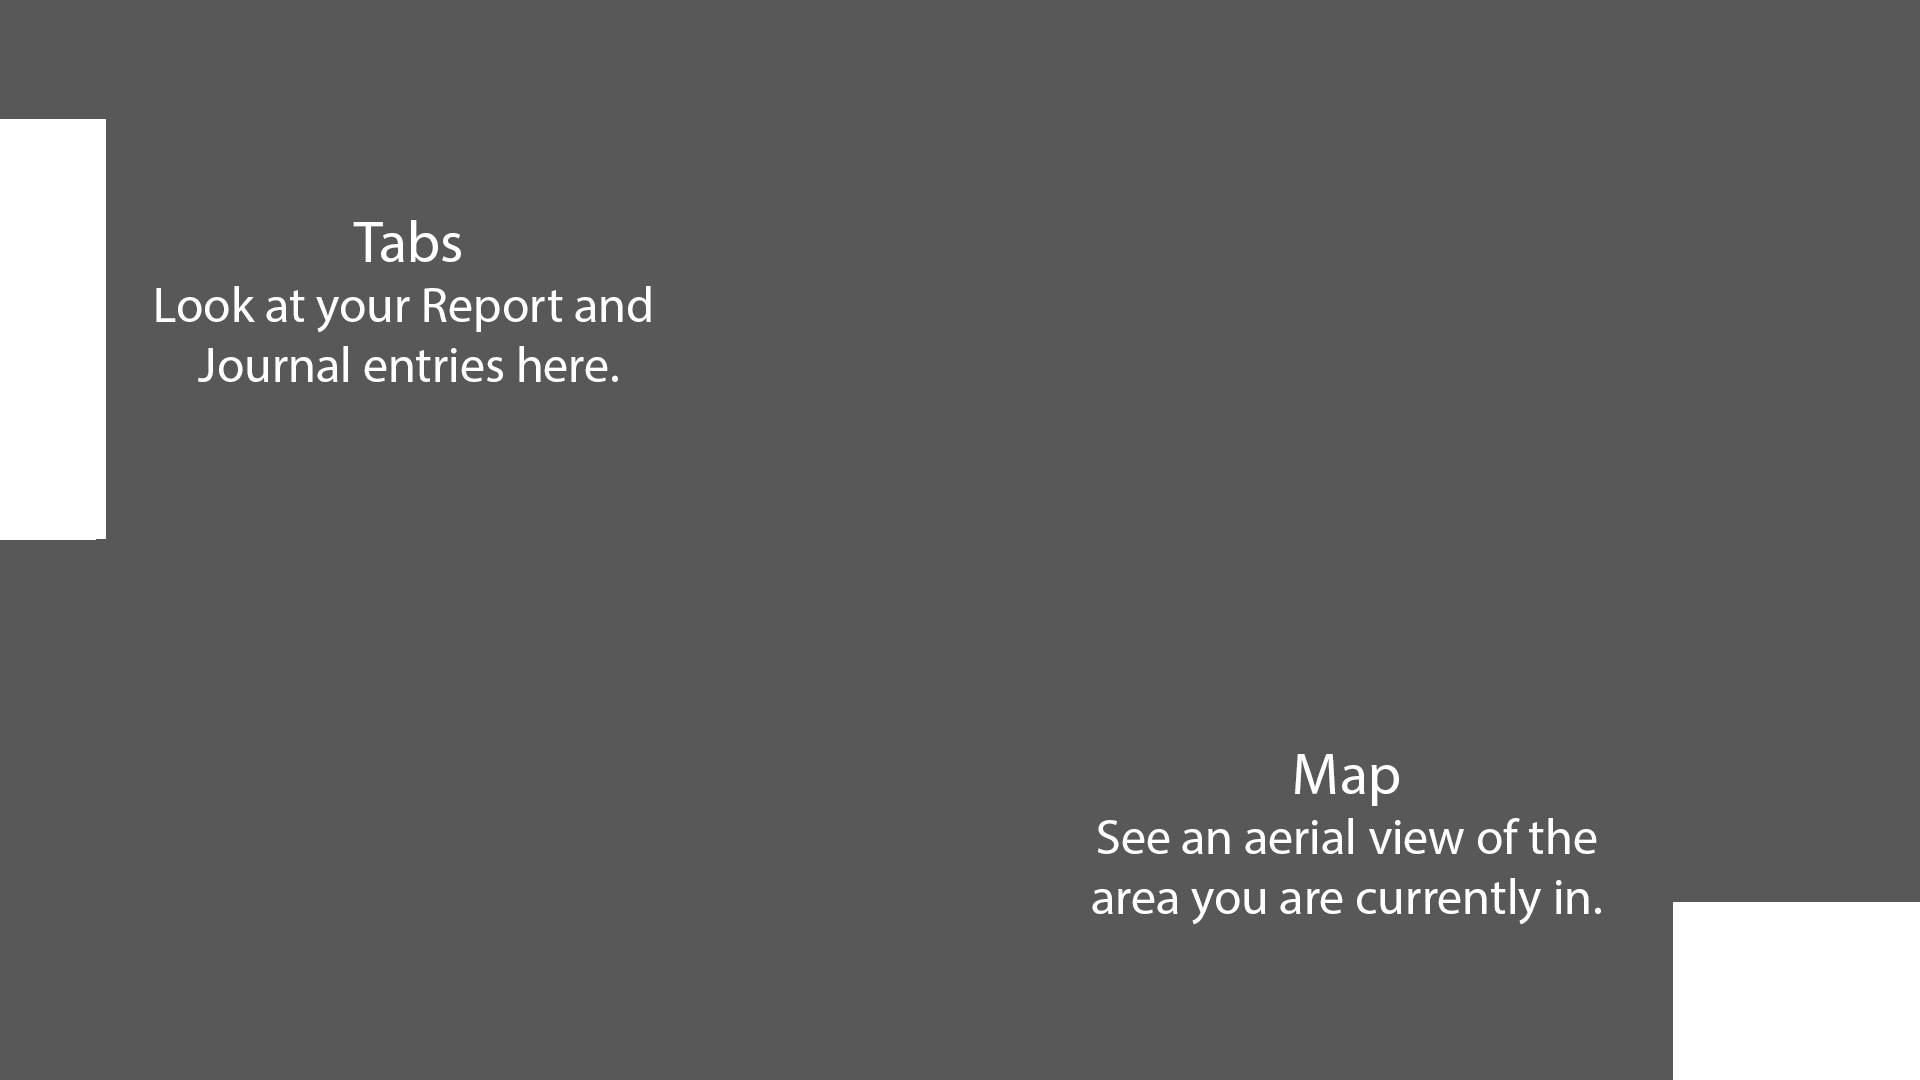 Tabs
Look at your Report and
Journal entries here.
Map
See an aerial view of the
area you are currently in.